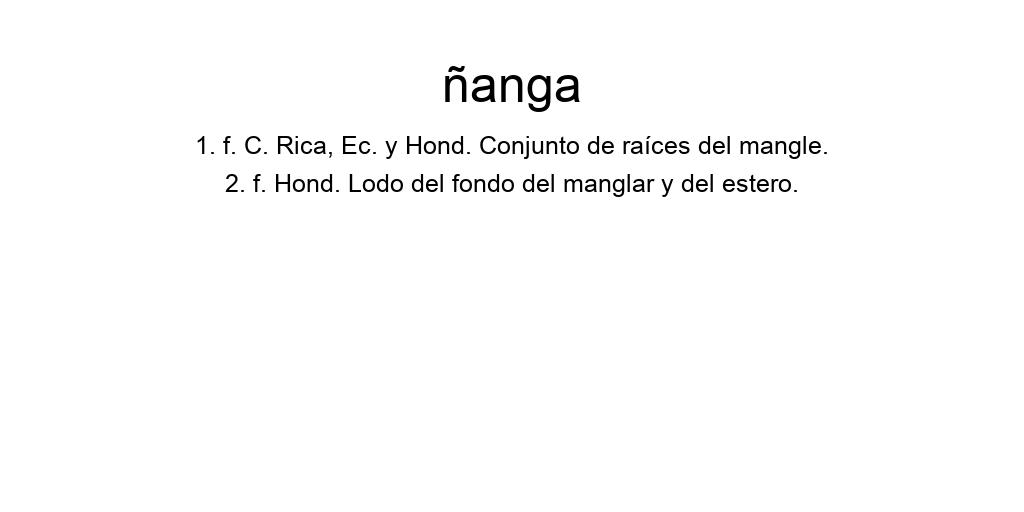 ñanga
1. f. C. Rica, Ec. y Hond. Conjunto de raíces del mangle.
2. f. Hond. Lodo del fondo del manglar y del estero.